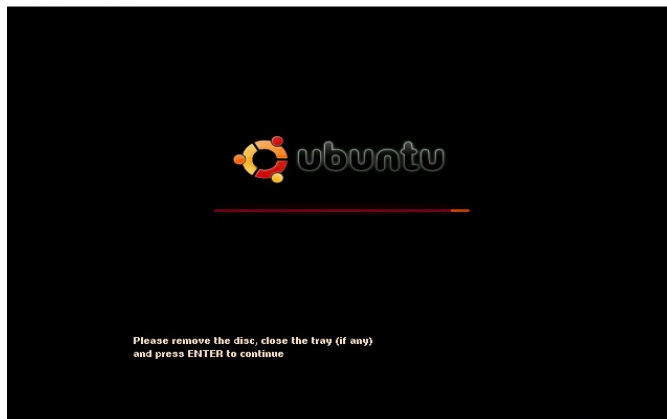 ubuntu
Please remove the disc, close the tray (if any)
and press ENTER to continue